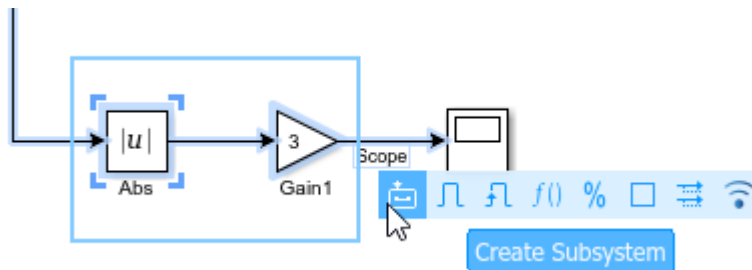 |u|
3
Abs
Gain1
Scope
f()
%
Create Subsystem